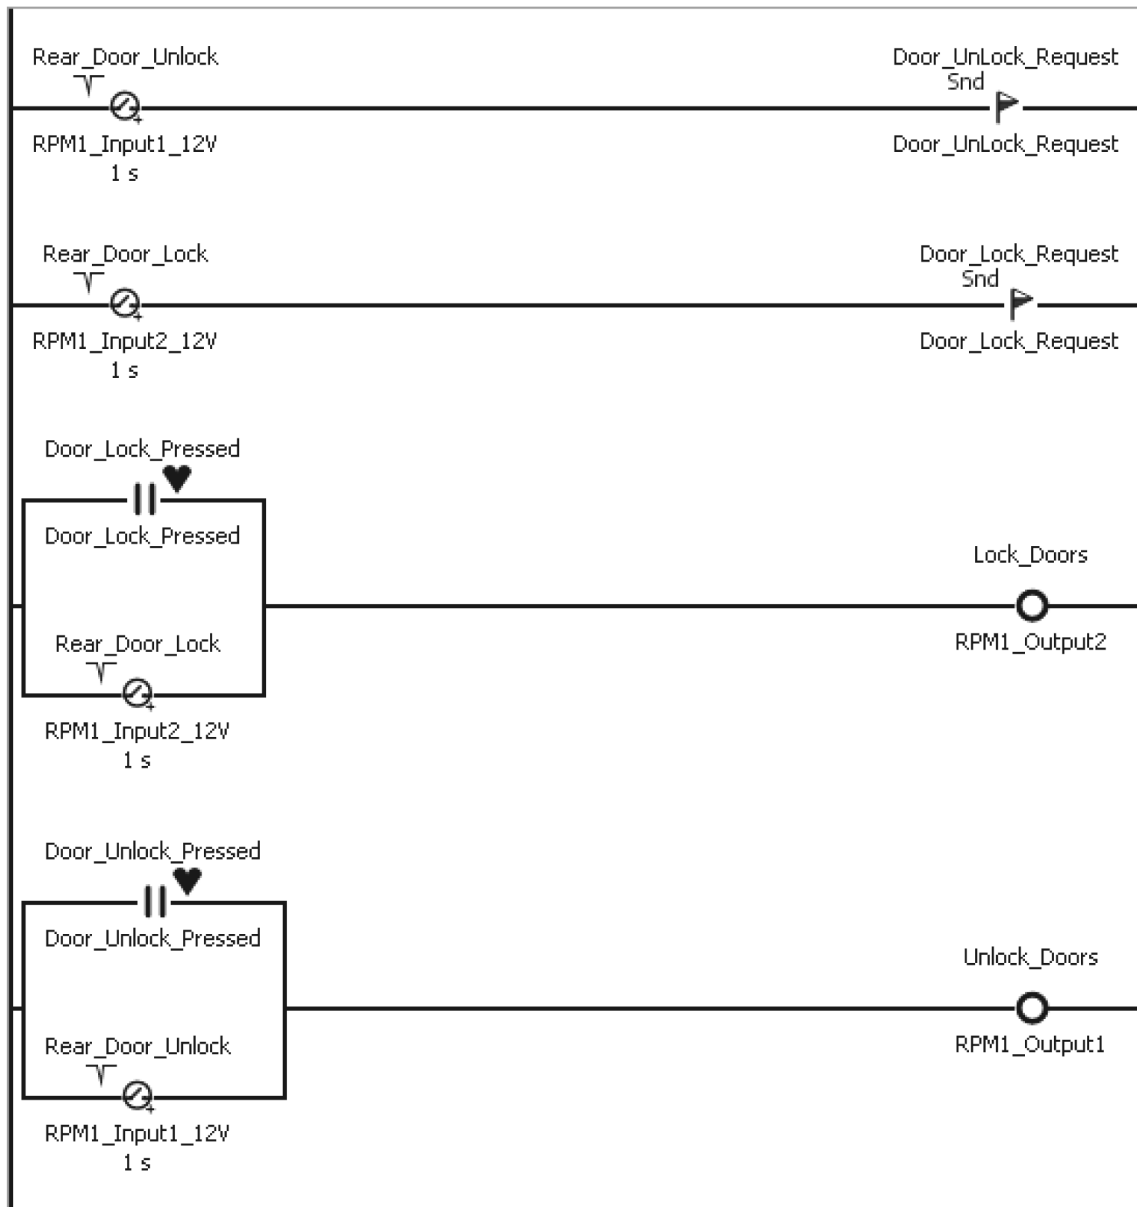 Rear_Door_Unlock
Door_UnLock_Request
Snd
RPM1_Input1_12V
Door_UnLock_Request
1 s
Rear_Door_Lock
Door_Lock_Request
Snd
RPM1_Input2_12V
Door_Lock_Request
1 s
Door_Lock_Pressed
Door_Lock_Pressed
Lock_Doors
Rear_Door_Lock
RPM1_Output2
RPM1_Input2_12V
1 s
Door_Unlock_Pressed
Door_Unlock_Pressed
Unlock_Doors
Rear_Door_Unlock
RPM1_Output1
RPM1_Input1_12V
1 s